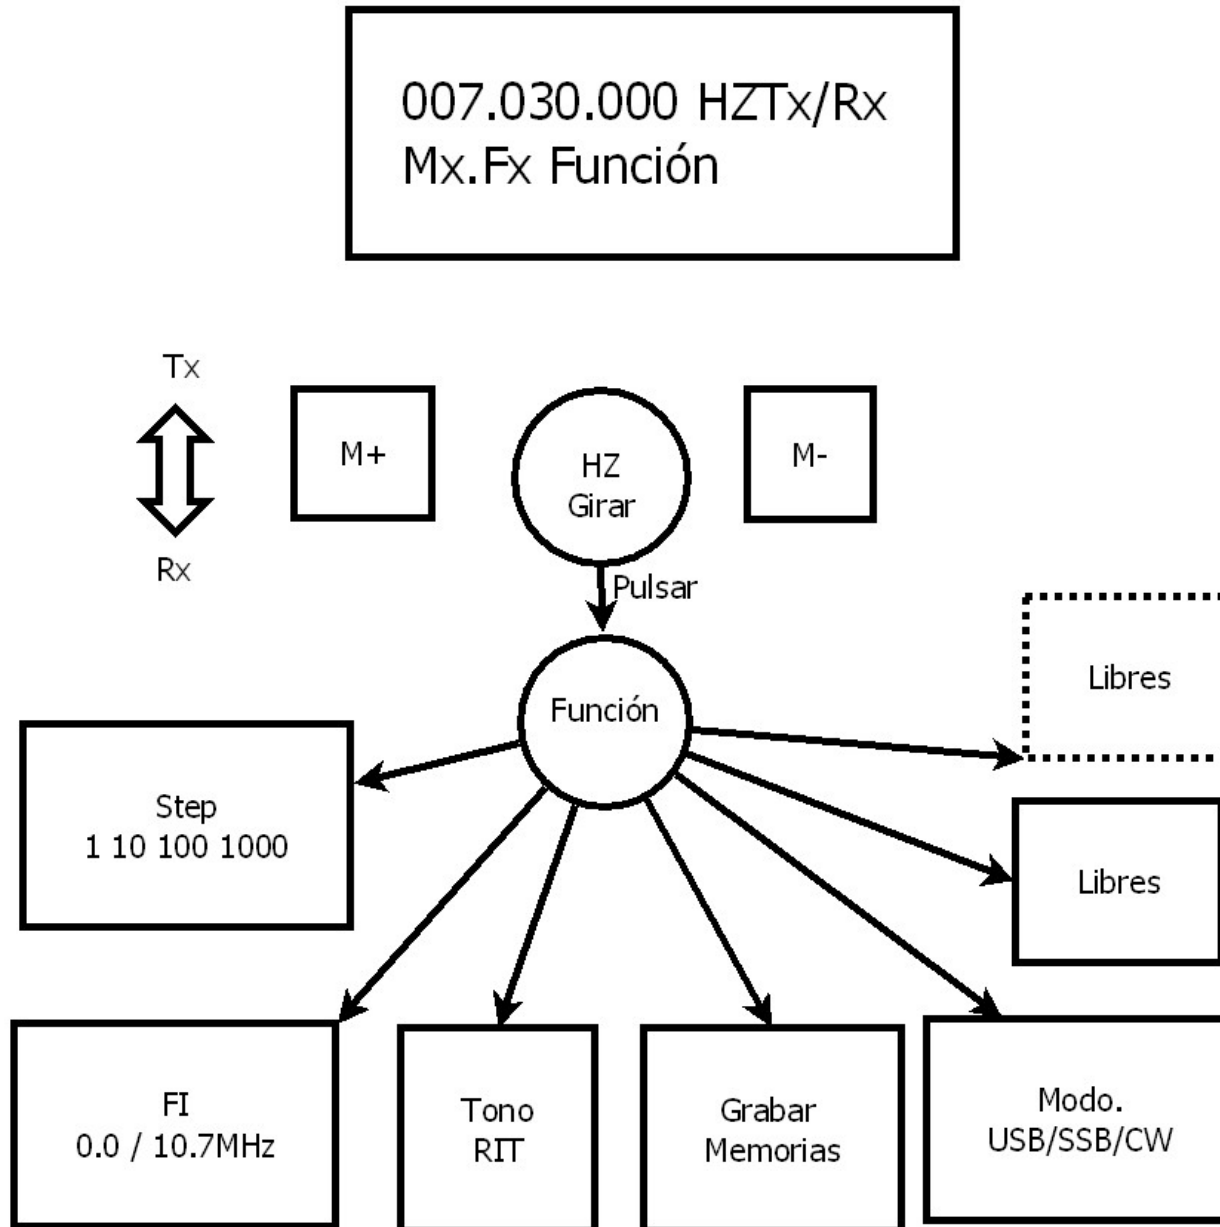 007.030.000 HZTx/Rx
Mx.Fx Función
Tx
M+
HZ
Girar
M-
Rx
Pulsar
Función
Libres
Step
1 10 100 1000
Libres
FI
0.0 / 10.7MHz
Tono
RIT
Grabar
Memorias
Modo.
USB/SSB/CW